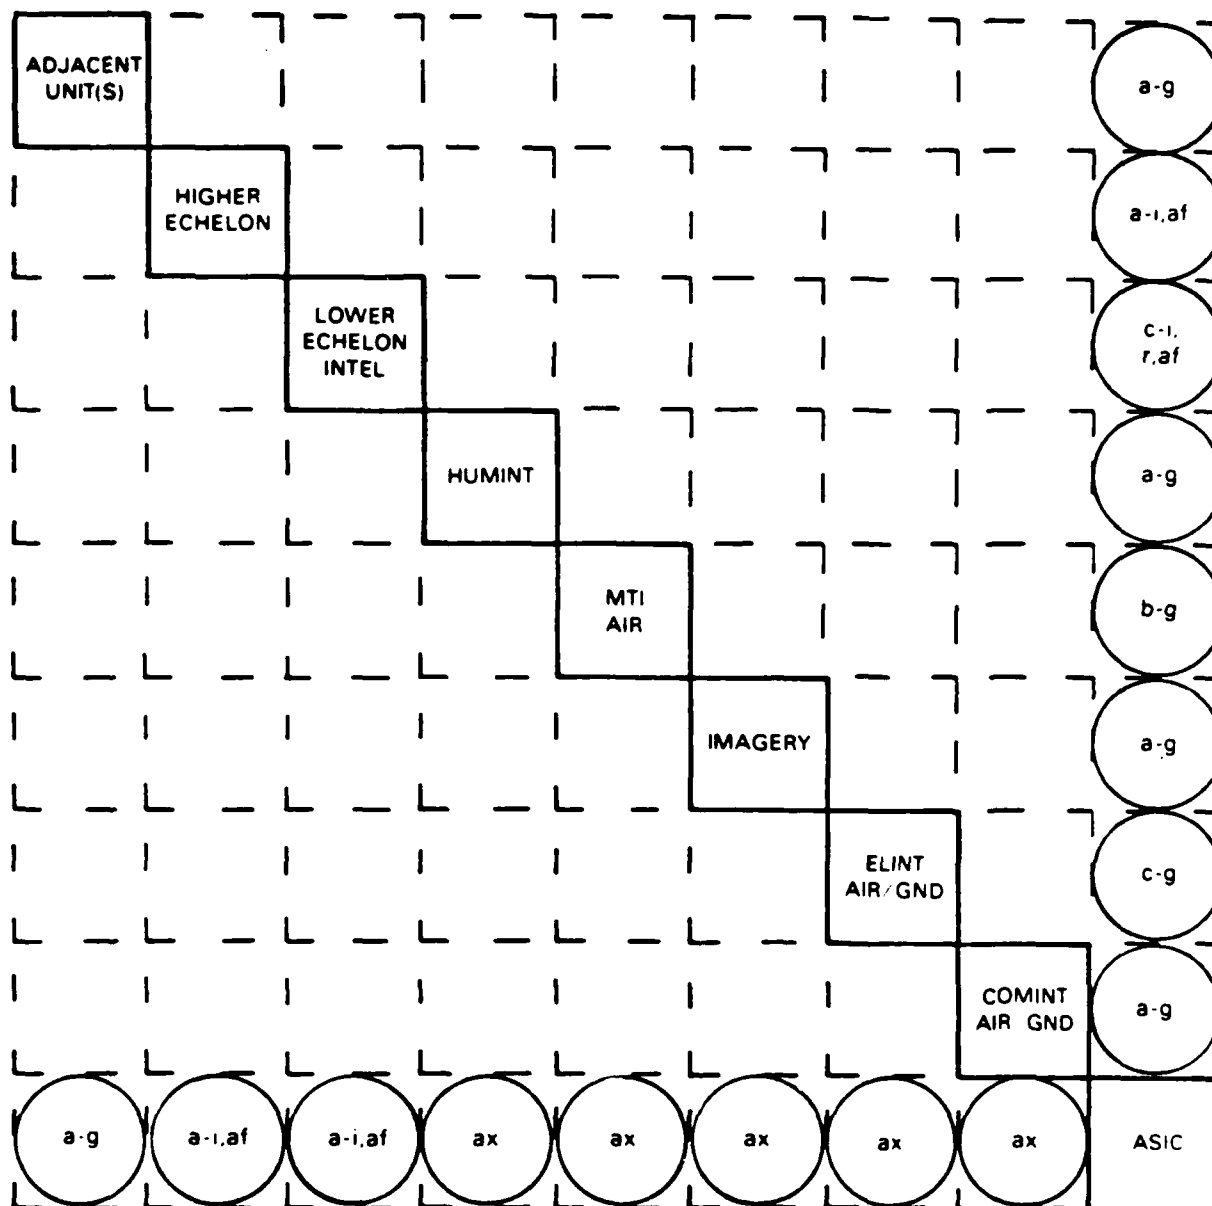 ADJACENT
UNIT(S)
a-g
HIGHER
ECHELON
a-ı,af
LOWER
ECHELON
INTEL
c-ı,
r,af
HUMINT
a-g
MTI
AIR
b-g
IMAGERY
a-g
ELINT
AIR/GND
c-g
COMINT
AIR GND
a-g
a-g
a-ı,af
a-i,af
ax
ax
ax
ax
ax
ASIC